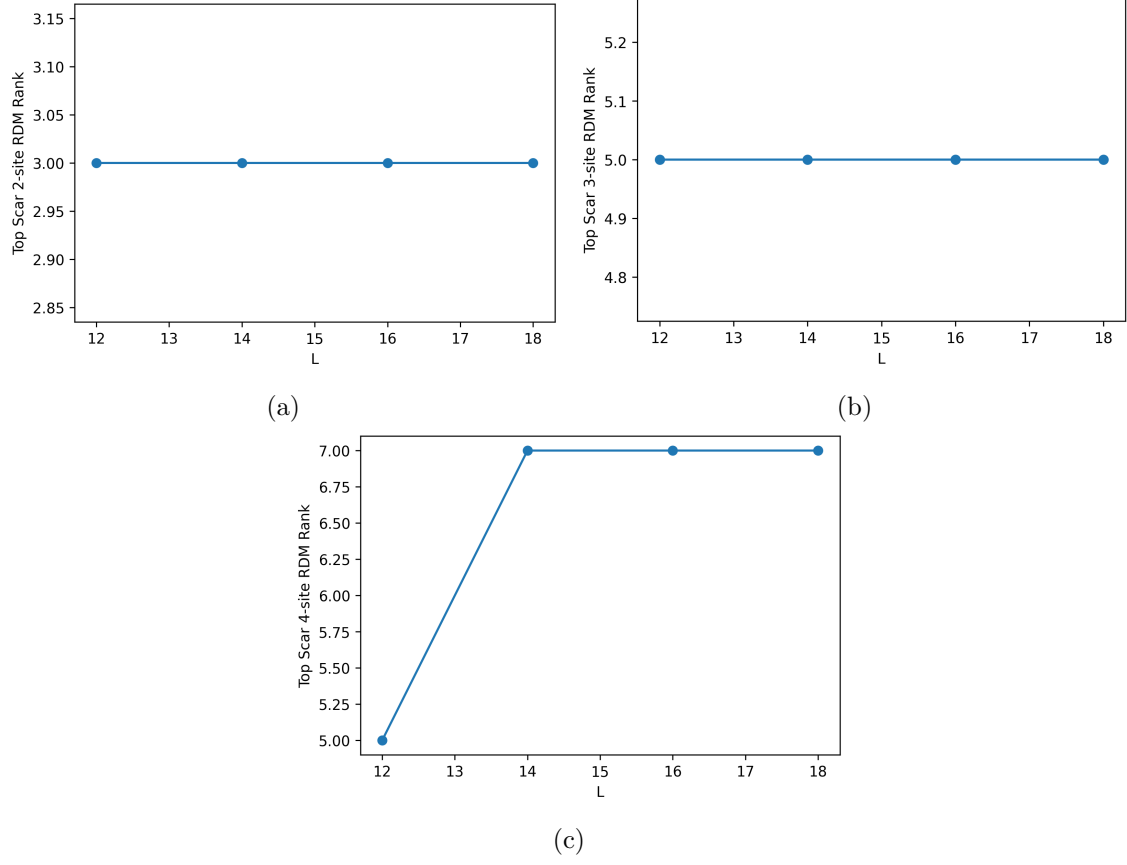 3.15
3.10
3.05
3.00
2.95
2.90
2.85
Top Scar 2-site RDM Rank
12 13 14 15 16 17 18
L
(a)
5.2
5.1
5.0
4.9
4.8
Top Scar 3-site RDM Rank
12 13 14 15 16 17 18
L
(b)
7.00
6.75
6.50
6.25
6.00
5.75
5.50
5.25
5.00
Top Scar 4-site RDM Rank
12 13 14 15 16 17 18
L
(c)